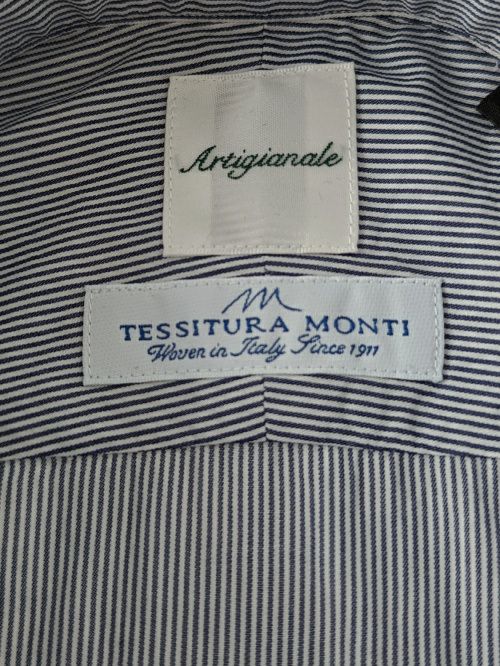 Artigianale
TESSITURA MONTI
Woven in Italy Since 1911